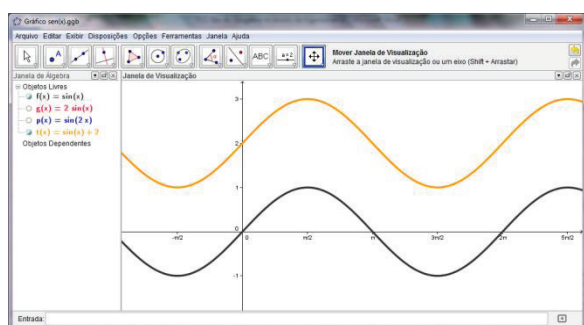 Gráfico sen(x).ggb
Arquivo Editar Exibir Disposições Opções Ferramentas Janela Ajuda
ABC
a=2
Mover Janela de Visualização
Arraste a janela de visualização ou um eixo (Shift + Arrastar)
Janela de Álgebra
Janela de Visualização
Objetos Livres
f(x) = sin(x)
g(x) = 2 sin(x)
p(x) = sin(2 x)
t(x) = sin(x) + 2
Objetos Dependentes
3
2
1
0
-π/2 0 π/2 π 3π/2 2π 5π/2
-1
Entrada: